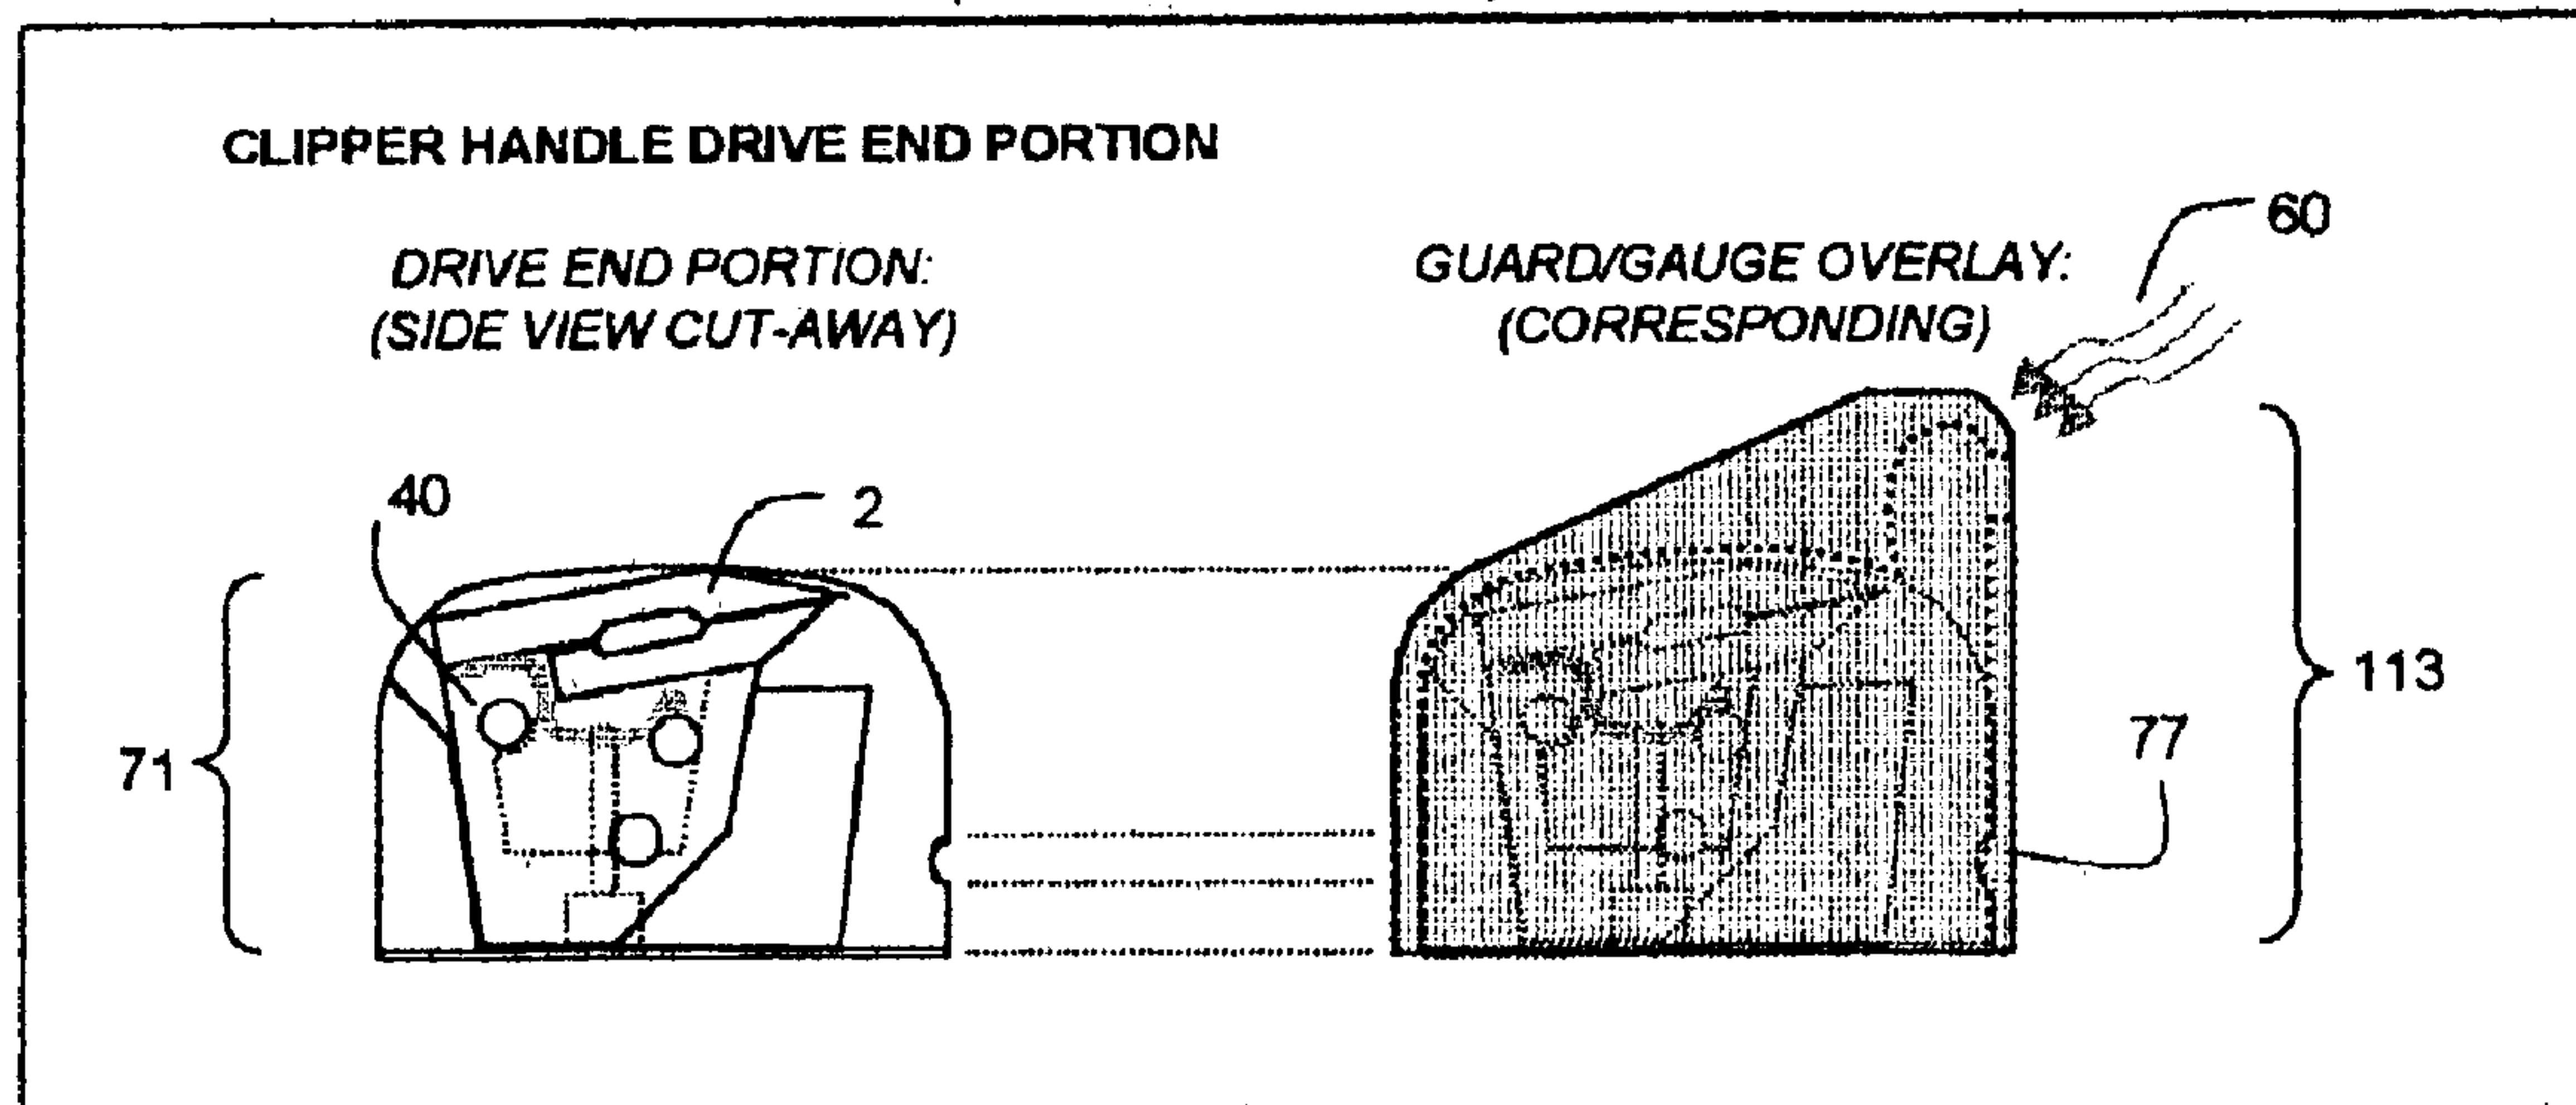 CLIPPER HANDLE DRIVE END PORTION
DRIVE END PORTION:
(SIDE VIEW CUT-AWAY)
GUARD/GAUGE OVERLAY:
(CORRESPONDING)
60
40
2
71
113
77